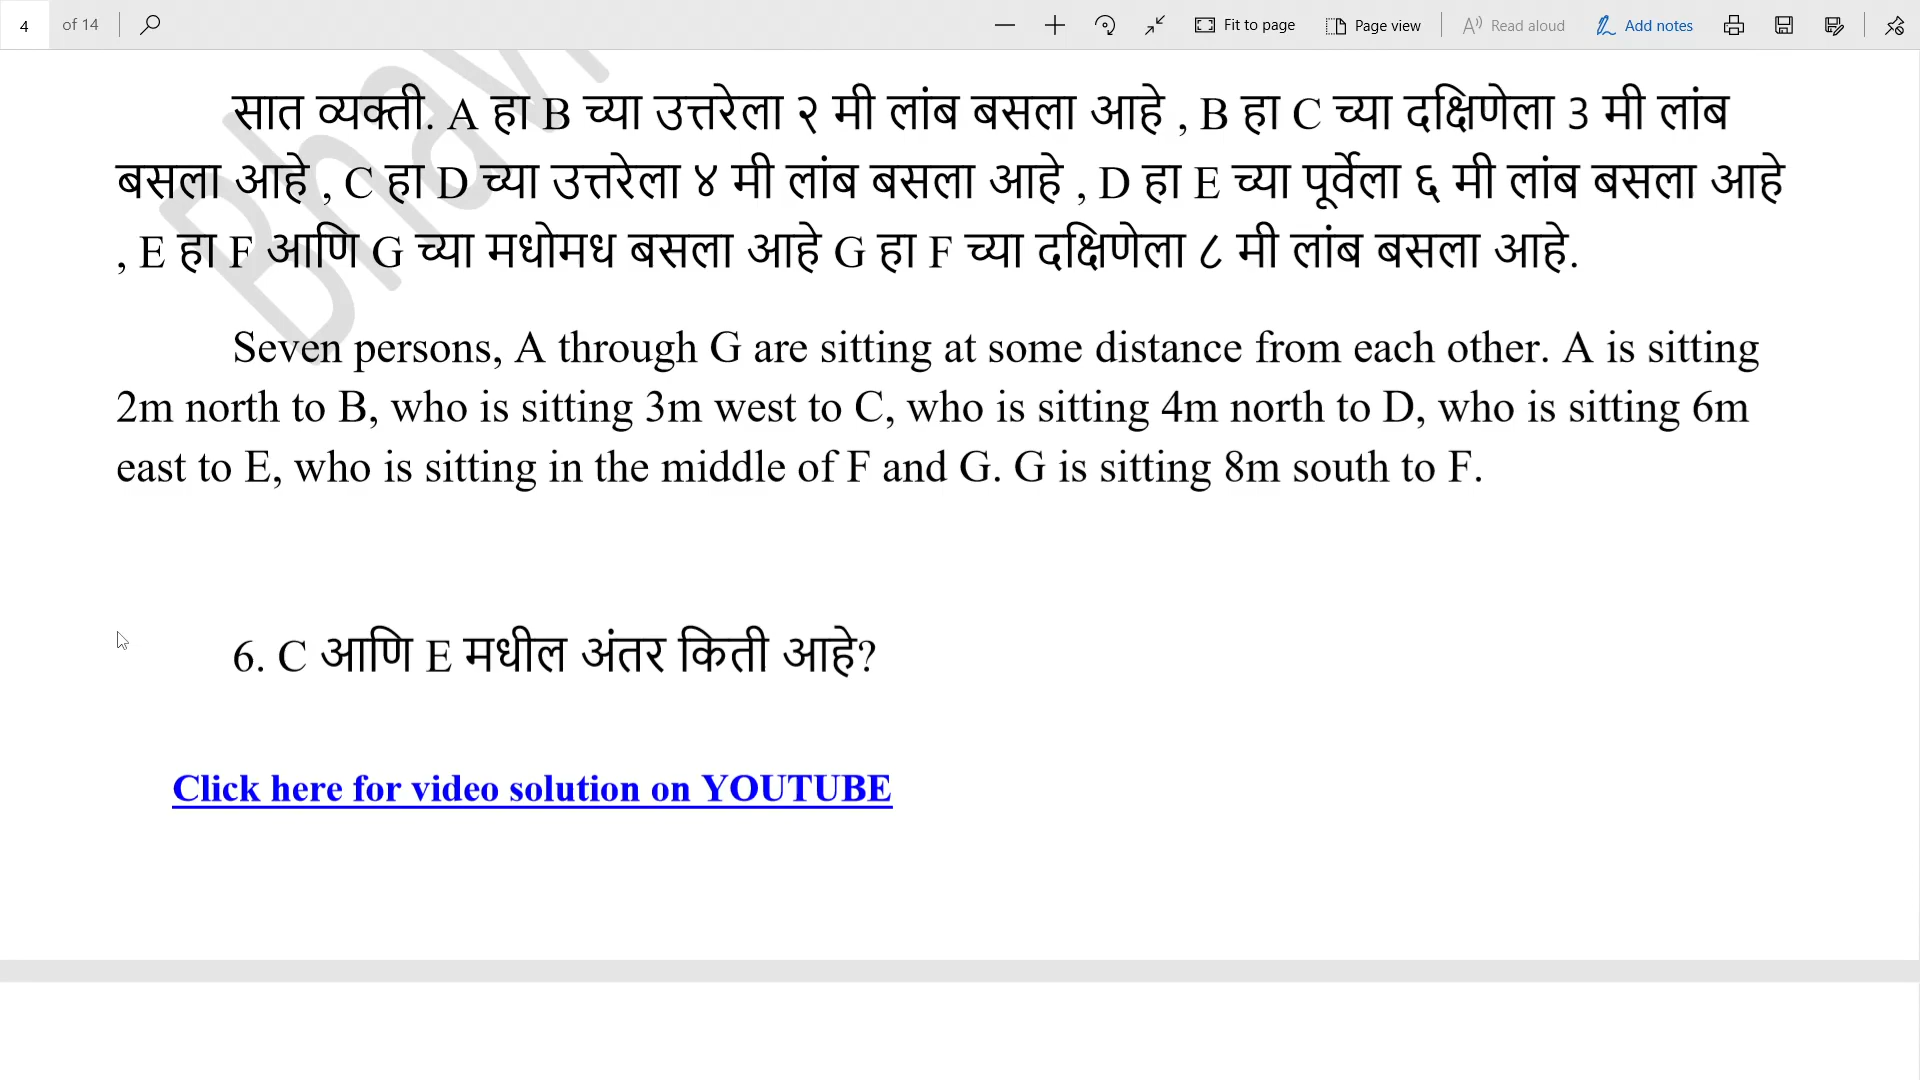 4 of 14 Fit to page Page view Read aloud Add notes
सात व्यक्ती. A हा B च्या उत्तरेला २ मी लांब बसला आहे , B हा C च्या दक्षिणेला 3 मी लांब
बसला आहे , C हा D च्या उत्तरेला ४ मी लांब बसला आहे , D हा E च्या पूर्वेला ६ मी लांब बसला आहे
, E हा F आणि G च्या मधोमध बसला आहे G हा F च्या दक्षिणेला ८ मी लांब बसला आहे.
Seven persons, A through G are sitting at some distance from each other. A is sitting
2m north to B, who is sitting 3m west to C, who is sitting 4m north to D, who is sitting 6m
east to E, who is sitting in the middle of F and G. G is sitting 8m south to F.
6. C आणि E मधील अंतर किती आहे?
Click here for video solution on YOUTUBE